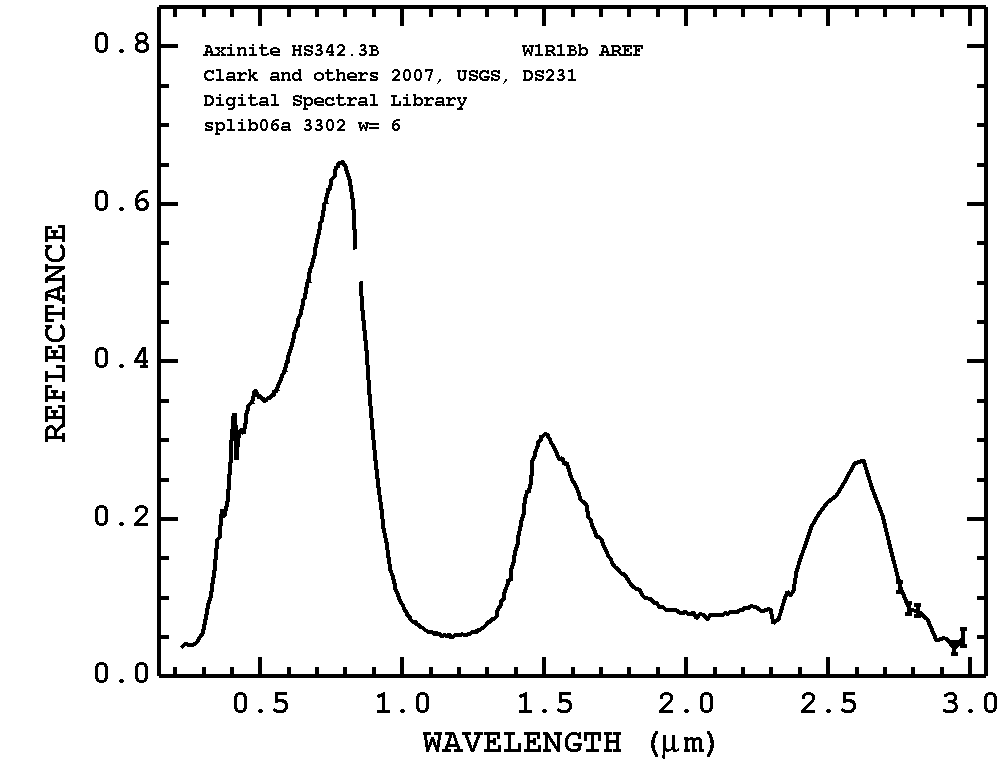 Axinite HS342.3B W1R1Bb AREF
Clark and others 2007, USGS, DS231
Digital Spectral Library
splib06a 3302 w= 6
0.8
0.6
0.4
0.2
0.0
REFLECTANCE
0.5 1.0 1.5 2.0 2.5 3.0
WAVELENGTH (μm)